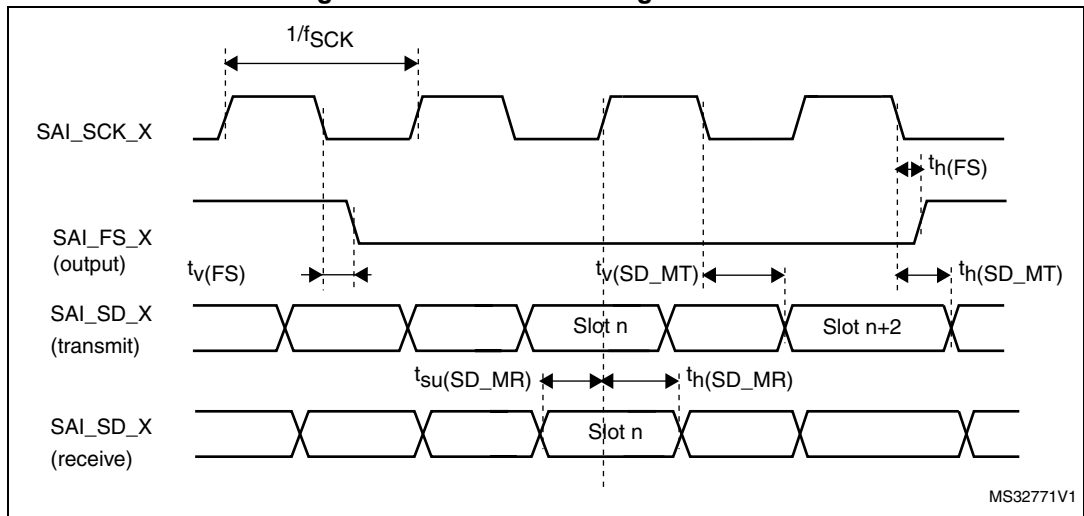 1/fSCK
SAI_SCK_X
th(FS)
SAI_FS_X
(output)
tv(FS)
tv(SD_MT)
th(SD_MT)
SAI_SD_X
(transmit)
Slot n
Slot n+2
tsu(SD_MR)
th(SD_MR)
SAI_SD_X
(receive)
Slot n
MS32771V1